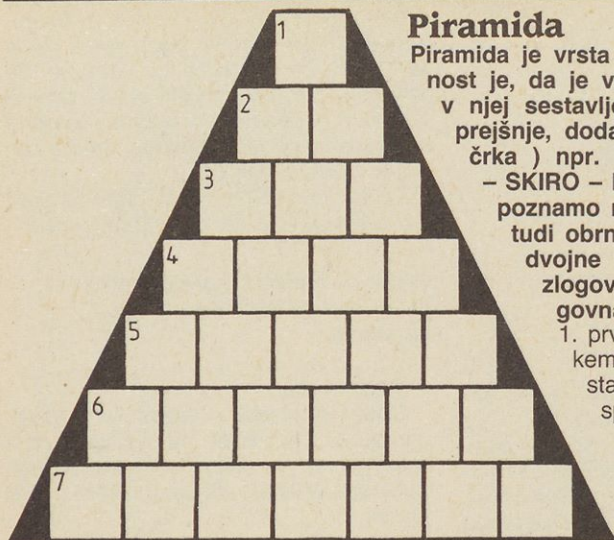 Piramida
Piramida je vrsta
nost je, da je v
v njej sestavlje
prejšnje, doda
črka ) npr.
– SKIRO –
poznamo
tudi obrn
dvojne
zlogov
govna
1. prv
kem
sta
s
1
2
3
4
5
6
7